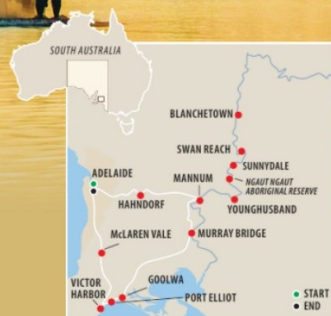 SOUTH AUSTRALIA
BLANCHETOWN
SWAN REACH
SUNNYDALE
NGAUT NGAUT
ABORIGINAL RESERVE
ADELAIDE
MANNUM
HAHNDORF
YOUNGHUSBAND
McLAREN VALE
MURRAY BRIDGE
VICTOR
HARBOR
GOOLWA
PORT ELLIOT
START
END